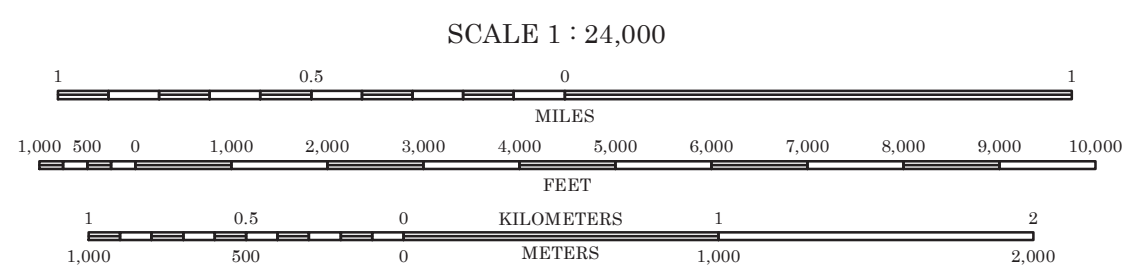 SCALE 1 : 24,000
1 0.5 0 1
MILES
1,000 500 0 1,000 2,000 3,000 4,000 5,000 6,000 7,000 8,000 9,000 10,000
FEET
1 0.5 0 KILOMETERS 1 2
1,000 500 0 METERS 1,000 2,000